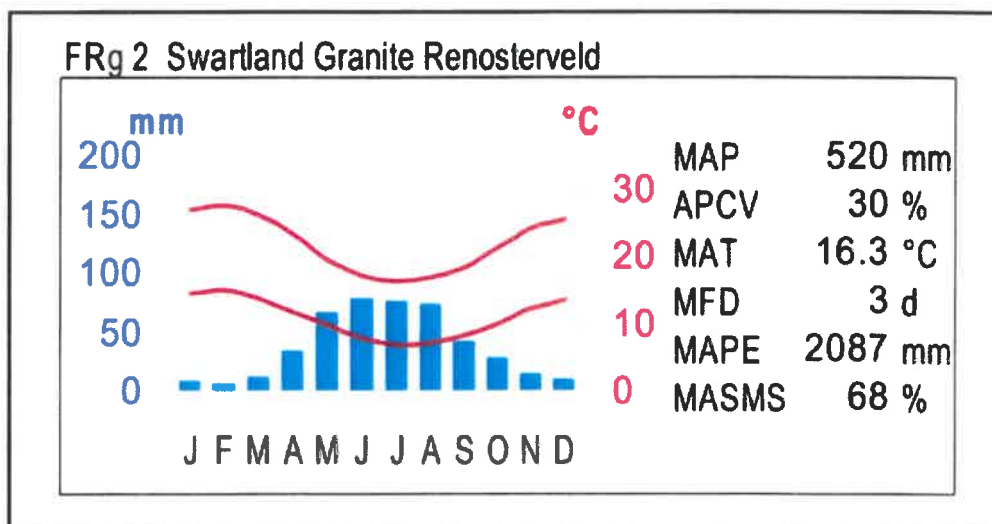 FRg 2 Swartland Granite Renosterveld
mm
200
150
100
50
0
°C
30
20
10
0
J F M A M J J A S O N D
MAP 520 mm
APCV 30 %
MAT 16.3 °C
MFD 3 d
MAPE 2087 mm
MASMS 68 %